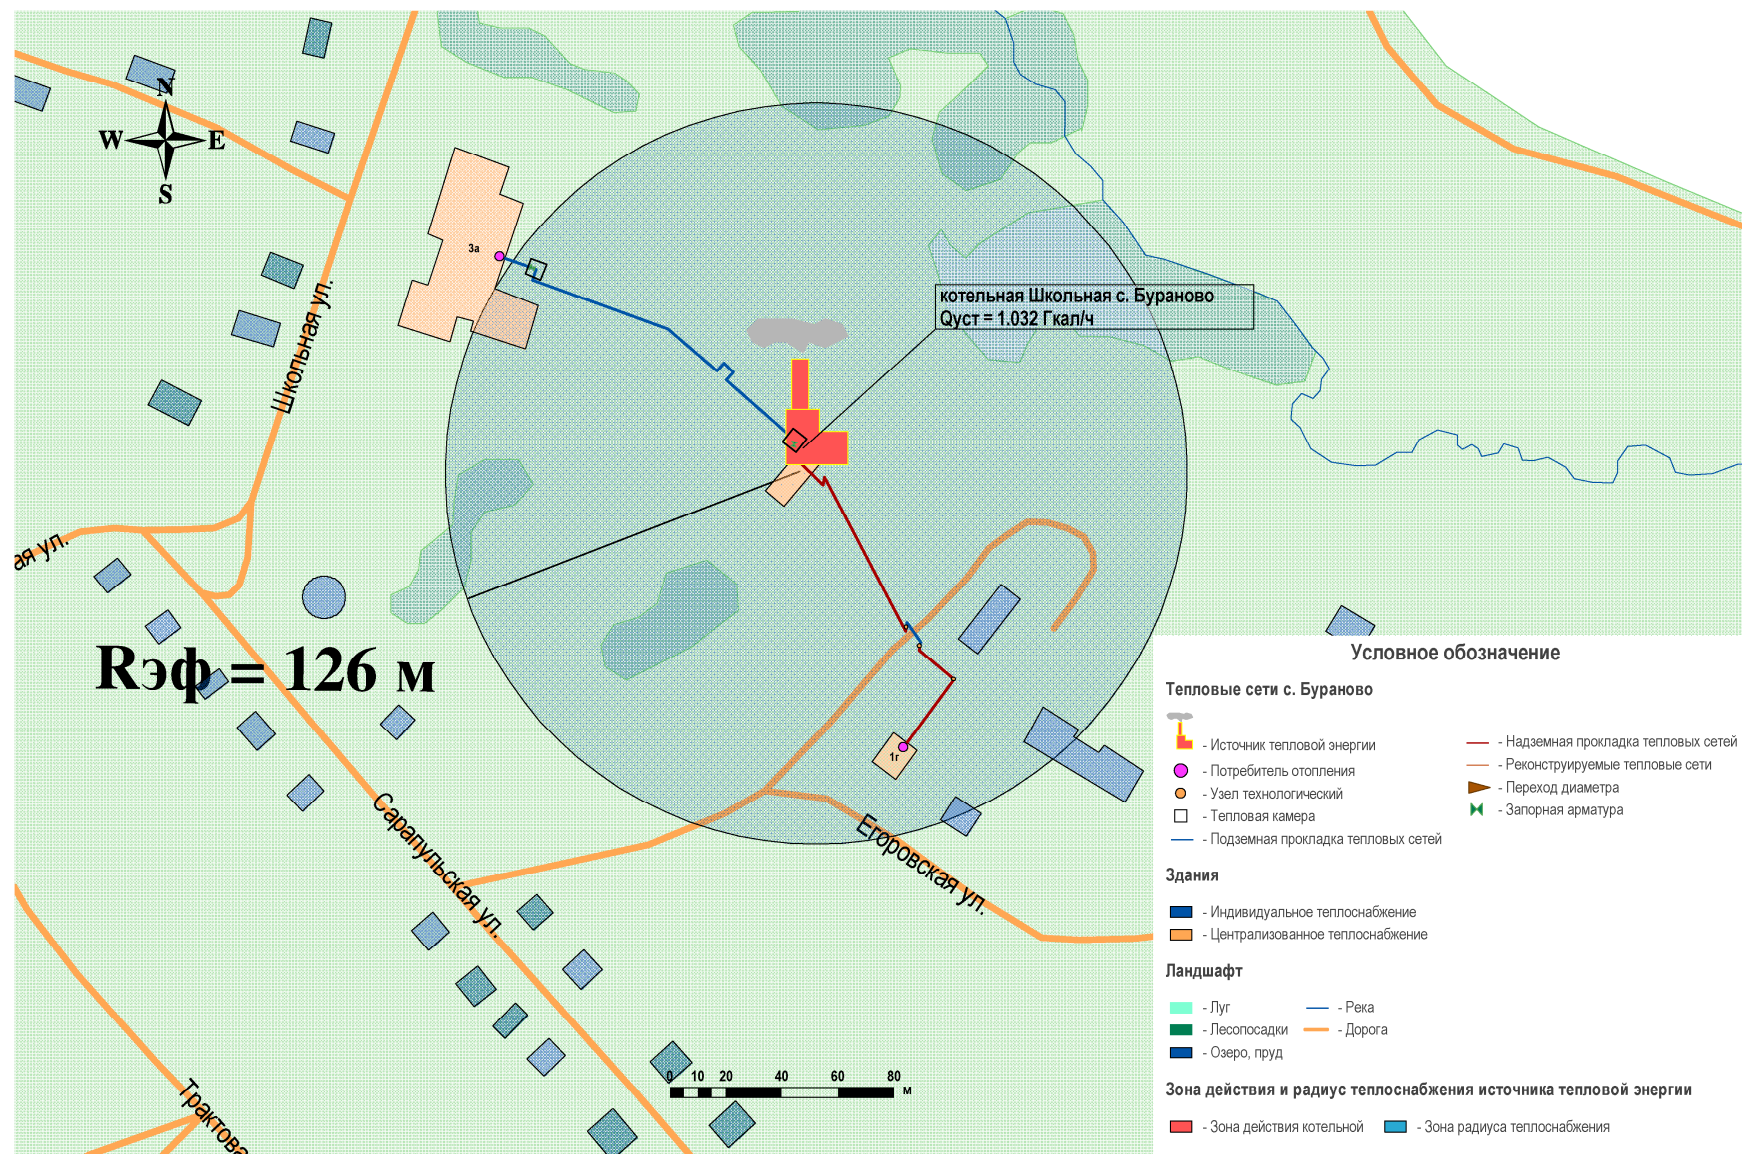 N
W E
S
3а
котельная Школьная с. Бураново
Qуст = 1.032 Гкал/ч
Школьная ул.
ая ул.
Rэф = 126 м
1г
Сарапульская ул.
Егоровская ул.
Трактова
0 10 20 40 60 80
м
Условное обозначение
Тепловые сети с. Бураново
- Источник тепловой энергии
- Потребитель отопления
- Узел технологический
- Тепловая камера
- Подземная прокладка тепловых сетей
- Надземная прокладка тепловых сетей
- Реконструируемые тепловые сети
- Переход диаметра
- Запорная арматура
Здания
- Индивидуальное теплоснабжение
- Централизованное теплоснабжение
Ландшафт
- Луг
- Лесопосадки
- Озеро, пруд
- Река
- Дорога
Зона действия и радиус теплоснабжения источника тепловой энергии
- Зона действия котельной
- Зона радиуса теплоснабжения